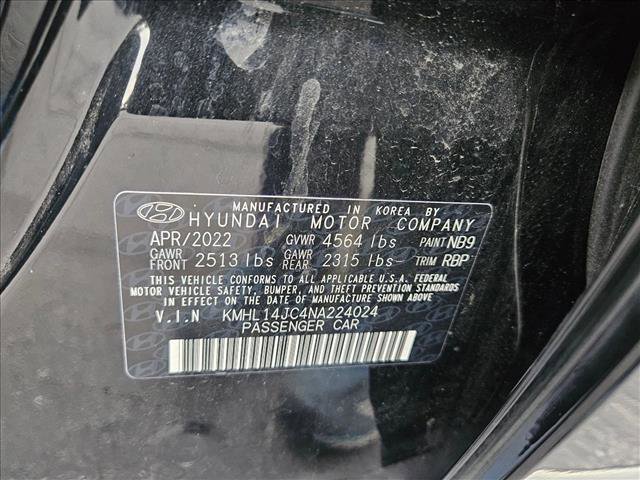 MANUFACTURED IN KOREA BY
HYUNDAI MOTOR COMPANY
APR/2022 GVWR 4564 lbs PAINT NB9
GAWR FRONT 2513 lbs GAWR REAR 2315 lbs TRIM RBP
THIS VEHICLE CONFORMS TO ALL APPLICABLE U.S.A. FEDERAL
MOTOR VEHICLE SAFETY, BUMPER, AND THEFT PREVENTION STANDARDS
IN EFFECT ON THE DATE OF MANUFACTURE SHOWN ABOVE
V.I.N KMHL14JC4NA224024
PASSENGER CAR